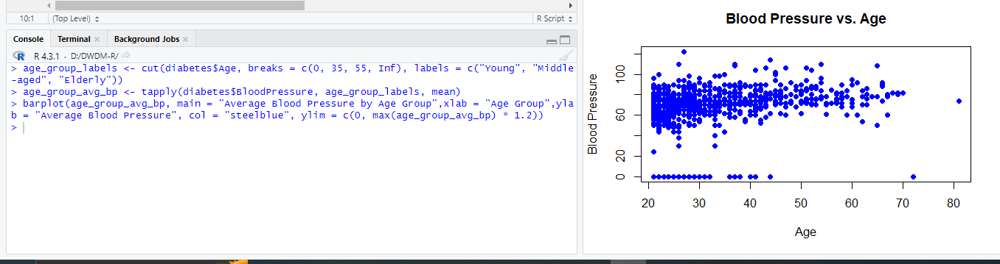 10:1 (Top Level) R Script
Console Terminal Background Jobs
R 4.3.1 · D:/DWDM-R/
> age_group_labels <- cut(diabetes$Age, breaks = c(0, 35, 55, Inf), labels = c("Young", "Middle
-aged", "Elderly"))
> age_group_avg_bp <- tapply(diabetes$BloodPressure, age_group_labels, mean)
> barplot(age_group_avg_bp, main = "Average Blood Pressure by Age Group",xlab = "Age Group",yla
b = "Average Blood Pressure", col = "steelblue", ylim = c(0, max(age_group_avg_bp) * 1.2))
>
Blood Pressure vs. Age
Blood Pressure
100
60
20
0
20 30 40 50 60 70 80
Age